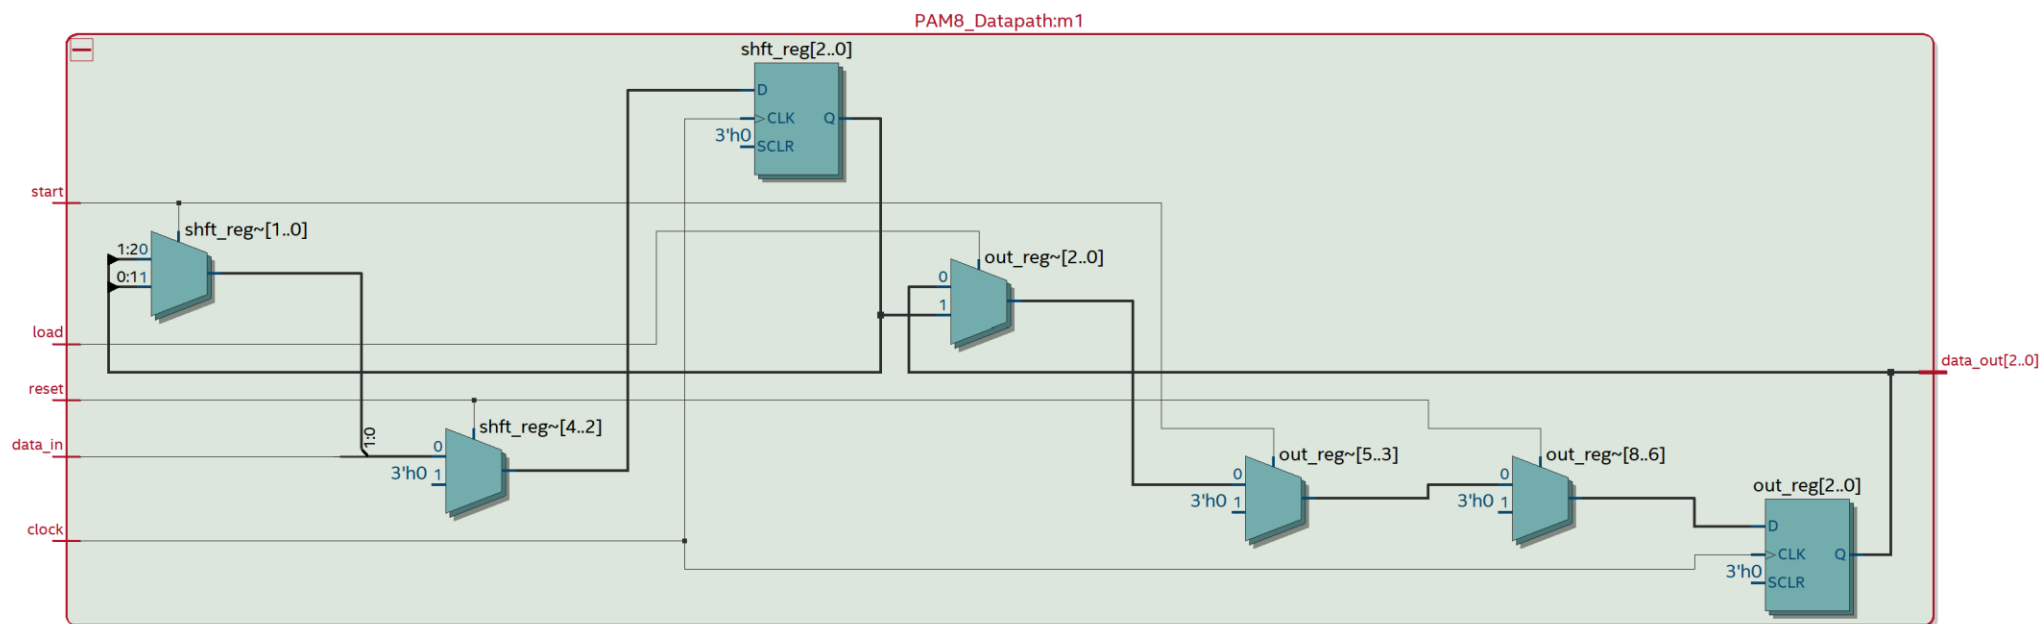 PAM8_Datapath:m1
shft_reg[2..0]
D
CLK
Q
3'h0
SCLR
start
shft_reg~[1..0]
1:2 0
0:1 1
out_reg~[2..0]
0
1
load
data_out[2..0]
reset
data_in
1:0
shft_reg~[4..2]
0
3'h0 1
out_reg~[5..3]
0
3'h0 1
out_reg~[8..6]
0
3'h0 1
out_reg[2..0]
D
CLK
Q
3'h0
SCLR
clock